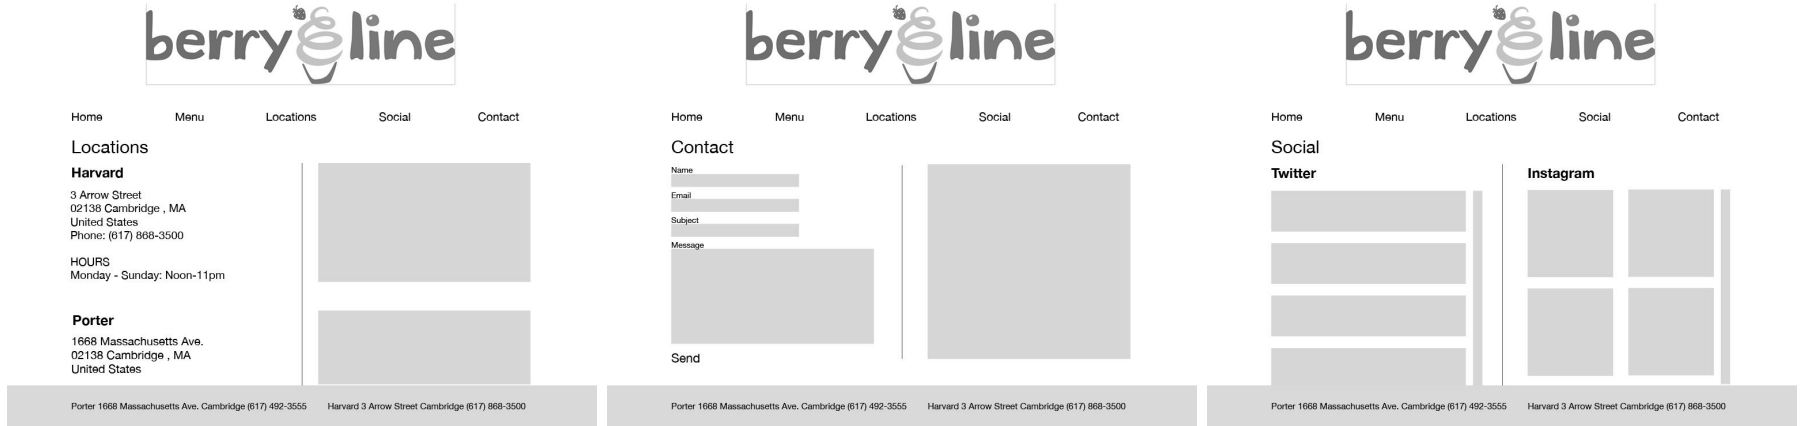 berry line
Home Menu Locations Social Contact
Locations
Harvard
3 Arrow Street
02138 Cambridge , MA
United States
Phone: (617) 868-3500
HOURS
Monday - Sunday: Noon-11pm
Porter
1668 Massachusetts Ave.
02138 Cambridge , MA
United States
Porter 1668 Massachusetts Ave. Cambridge (617) 492-3555 Harvard 3 Arrow Street Cambridge (617) 868-3500
berry line
Home Menu Locations Social Contact
Contact
Name
Email
Subject
Message
Send
Porter 1668 Massachusetts Ave. Cambridge (617) 492-3555 Harvard 3 Arrow Street Cambridge (617) 868-3500
berry line
Home Menu Locations Social Contact
Social
Twitter Instagram
Porter 1668 Massachusetts Ave. Cambridge (617) 492-3555 Harvard 3 Arrow Street Cambridge (617) 868-3500